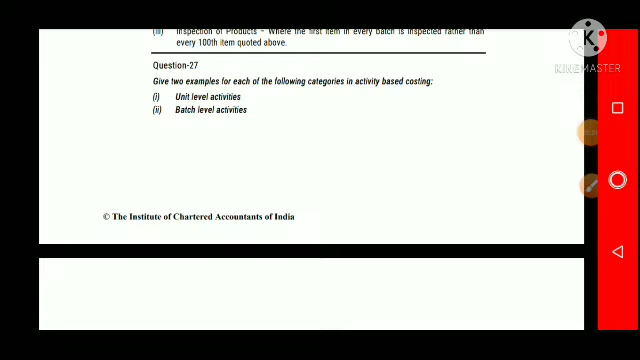 (iii) Inspection of Products - Where the first item in every batch is inspected rather than
every 100th item quoted above.
Question-27
Give two examples for each of the following categories in activity based costing:
(i) Unit level activities
(ii) Batch level activities
© The Institute of Chartered Accountants of India
KINEMASTER